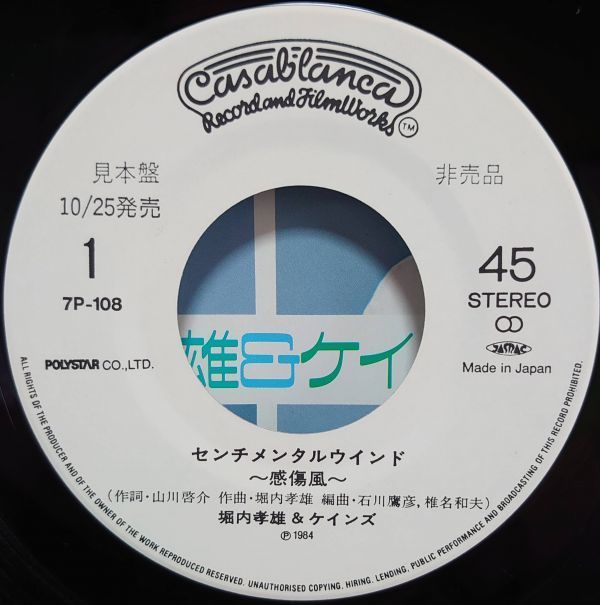 Casablanca
Record and FilmWorks
TM
見本盤
10/25発売
非売品
1
7P-108
45
STEREO
POLYSTAR CO.,LTD.
JASRAC
Made in Japan
雄&ケイ
センチメンタルウインド
〜感傷風〜
(作詞・山川啓介 作曲・堀内孝雄 編曲・石川鷹彦, 椎名和夫)
堀内孝雄&ケインズ
Ⓟ1984
ALL RIGHTS OF THE PRODUCER AND OF THE OWNER OF THE WORK REPRODUCED RESERVED. UNAUTHORISED COPYING, HIRING, LENDING, PUBLIC PERFORMANCE AND BROADCASTING OF THIS RECORD PROHIBITED.